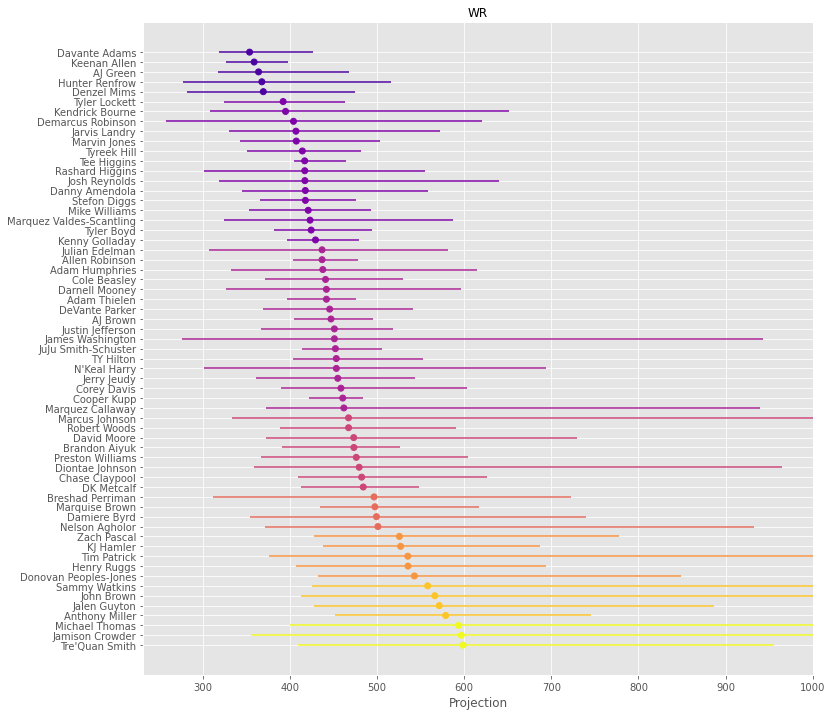 WR
Davante Adams
Keenan Allen
AJ Green
Hunter Renfrow
Denzel Mims
Tyler Lockett
Kendrick Bourne
Demarcus Robinson
Jarvis Landry
Marvin Jones
Tyreek Hill
Tee Higgins
Rashard Higgins
Josh Reynolds
Danny Amendola
Stefon Diggs
Mike Williams
Marquez Valdes-Scantling
Tyler Boyd
Kenny Golladay
Julian Edelman
Allen Robinson
Adam Humphries
Cole Beasley
Darnell Mooney
Adam Thielen
DeVante Parker
AJ Brown
Justin Jefferson
James Washington
JuJu Smith-Schuster
TY Hilton
N'Keal Harry
Jerry Jeudy
Corey Davis
Cooper Kupp
Marquez Callaway
Marcus Johnson
Robert Woods
David Moore
Brandon Aiyuk
Preston Williams
Diontae Johnson
Chase Claypool
DK Metcalf
Breshad Perriman
Marquise Brown
Damiere Byrd
Nelson Agholor
Zach Pascal
KJ Hamler
Tim Patrick
Henry Ruggs
Donovan Peoples-Jones
Sammy Watkins
John Brown
Jalen Guyton
Anthony Miller
Michael Thomas
Jamison Crowder
Tre'Quan Smith
300 400 500 600 700 800 900 1000
Projection